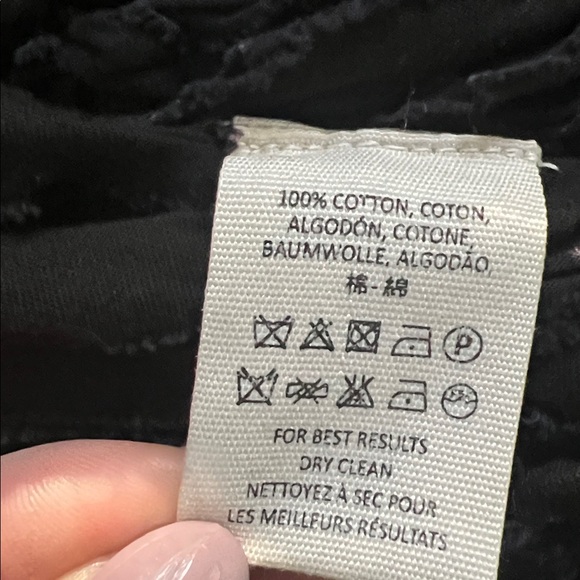 100% COTTON, COTON,
ALGODÓN, COTONE,
BAUMWOLLE, ALGODÃO
棉-綿
P
FOR BEST RESULTS
DRY CLEAN
NETTOYEZ À SEC POUR
LES MEILLEURS RÉSULTATS